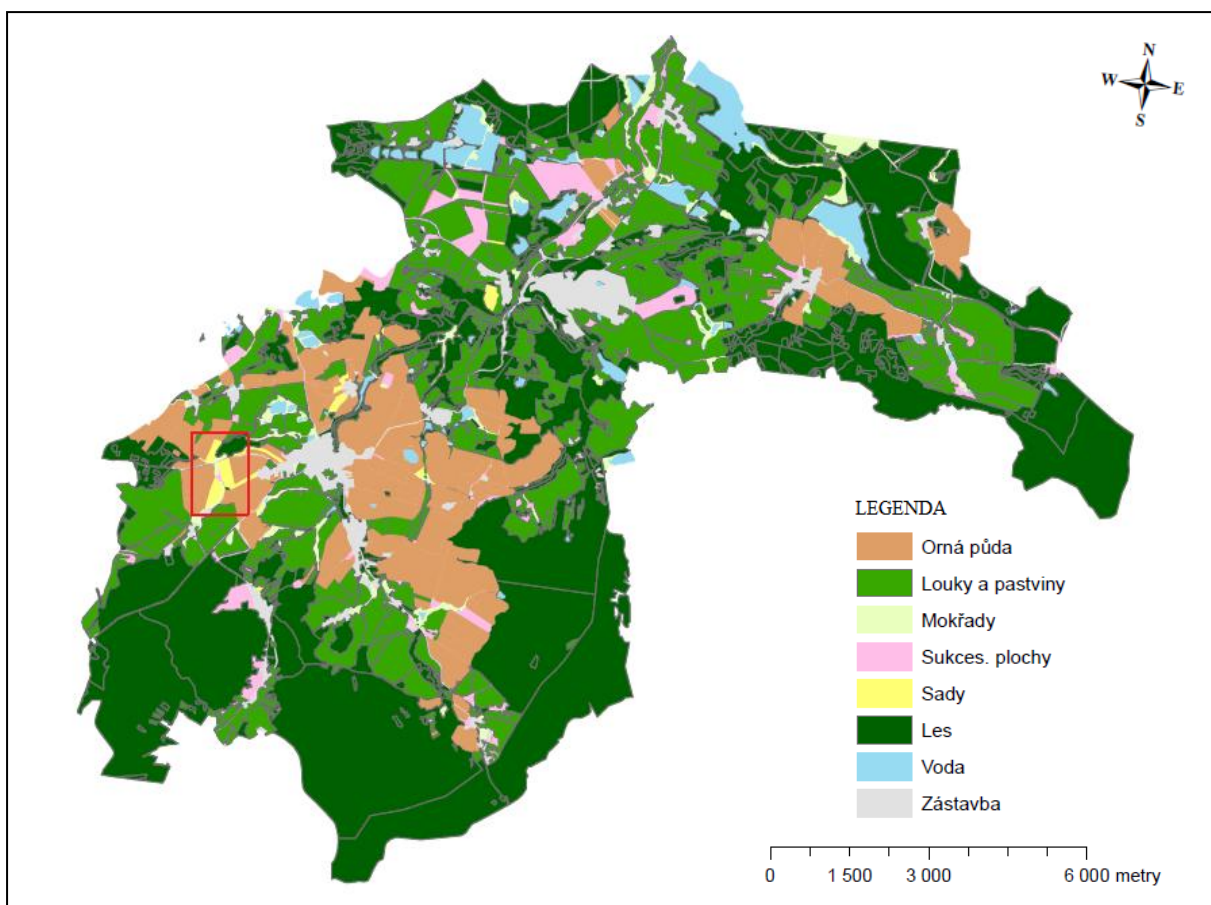 N
W E
S
LEGENDA
Orná půda
Louky a pastviny
Mokřady
Sukces. plochy
Sady
Les
Voda
Zástavba
0 1 500 3 000 6 000 metry